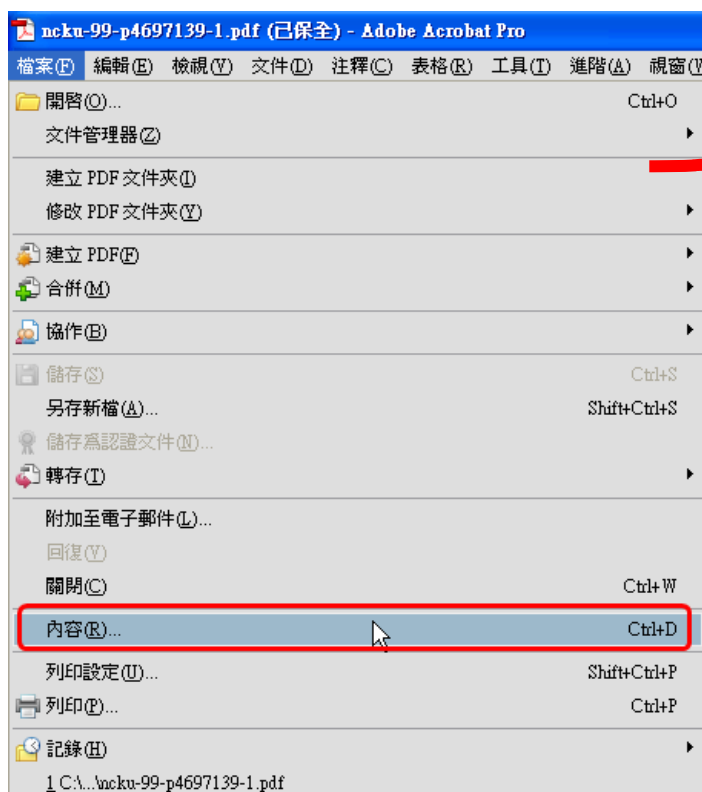 ncku-99-p4697139-1.pdf (已保全) - Adobe Acrobat Pro
檔案(F) 編輯(E) 檢視(V) 文件(D) 注釋(C) 表格(R) 工具(T) 進階(A) 視窗(
開啓(O)... Ctrl+O
文件管理器(Z)
建立 PDF 文件夾(I)
修改 PDF 文件夾(Y)
建立 PDF(F)
合併(M)
協作(B)
儲存(S) Ctrl+S
另存新檔(A)... Shift+Ctrl+S
儲存爲認證文件(N)...
轉存(T)
附加至電子郵件(L)...
回復(V)
關閉(C) Ctrl+W
內容(R)... Ctrl+D
列印設定(U)... Shift+Ctrl+P
列印(P)... Ctrl+P
記錄(H)
1 C:\...\ncku-99-p4697139-1.pdf